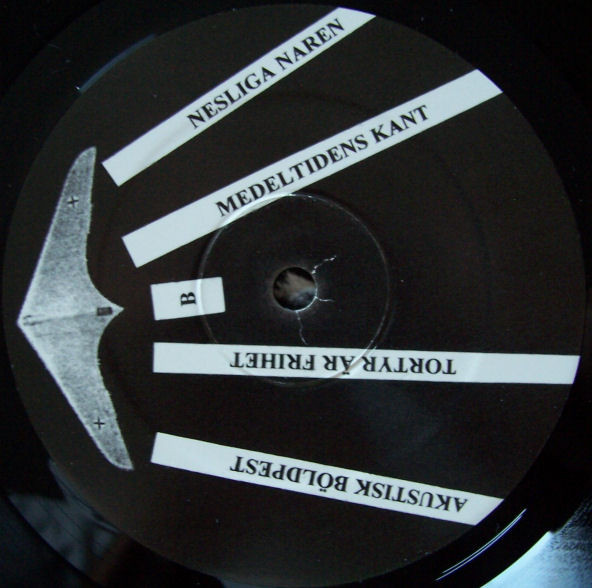 NESLIGA NAREN
MEDELTIDENS KANT
B
TORTYR ÄR FRIHET
AKUSTISK BÖLDPEST